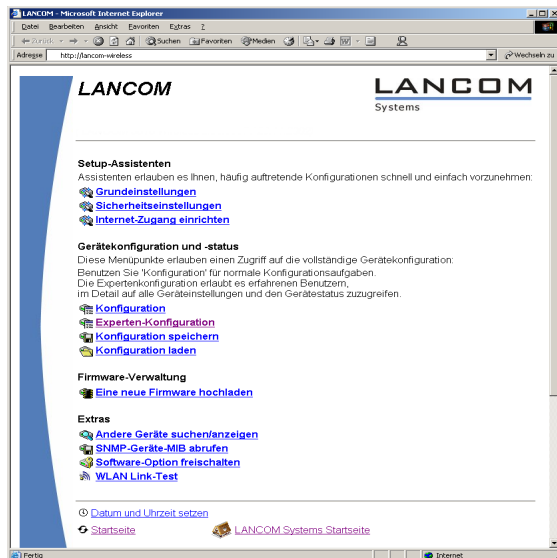 LANCOM - Microsoft Internet Explorer
Datei Bearbeiten Ansicht Favoriten Extras ?
Zurück Suchen Favoriten Medien
Adresse http://lancom-wireless Wechseln zu
LANCOM
LANCOM
Systems
Setup-Assistenten
Assistenten erlauben es Ihnen, häufig auftretende Konfigurationen schnell und einfach vorzunehmen:
Grundeinstellungen
Sicherheitseinstellungen
Internet-Zugang einrichten
Gerätekonfiguration und -status
Diese Menüpunkte erlauben einen Zugriff auf die vollständige Gerätekonfiguration:
Benutzen Sie 'Konfiguration' für normale Konfigurationsaufgaben.
Die Expertenkonfiguration erlaubt es erfahrenen Benutzern,
im Detail auf alle Geräteinstellungen und den Gerätestatus zuzugreifen.
Konfiguration
Experten-Konfiguration
Konfiguration speichern
Konfiguration laden
Firmware-Verwaltung
Eine neue Firmware hochladen
Extras
Andere Geräte suchen/anzeigen
SNMP-Geräte-MIB abrufen
Software-Option freischalten
WLAN Link-Test
Datum und Uhrzeit setzen
Startseite LANCOM Systems Startseite
Fertig Internet